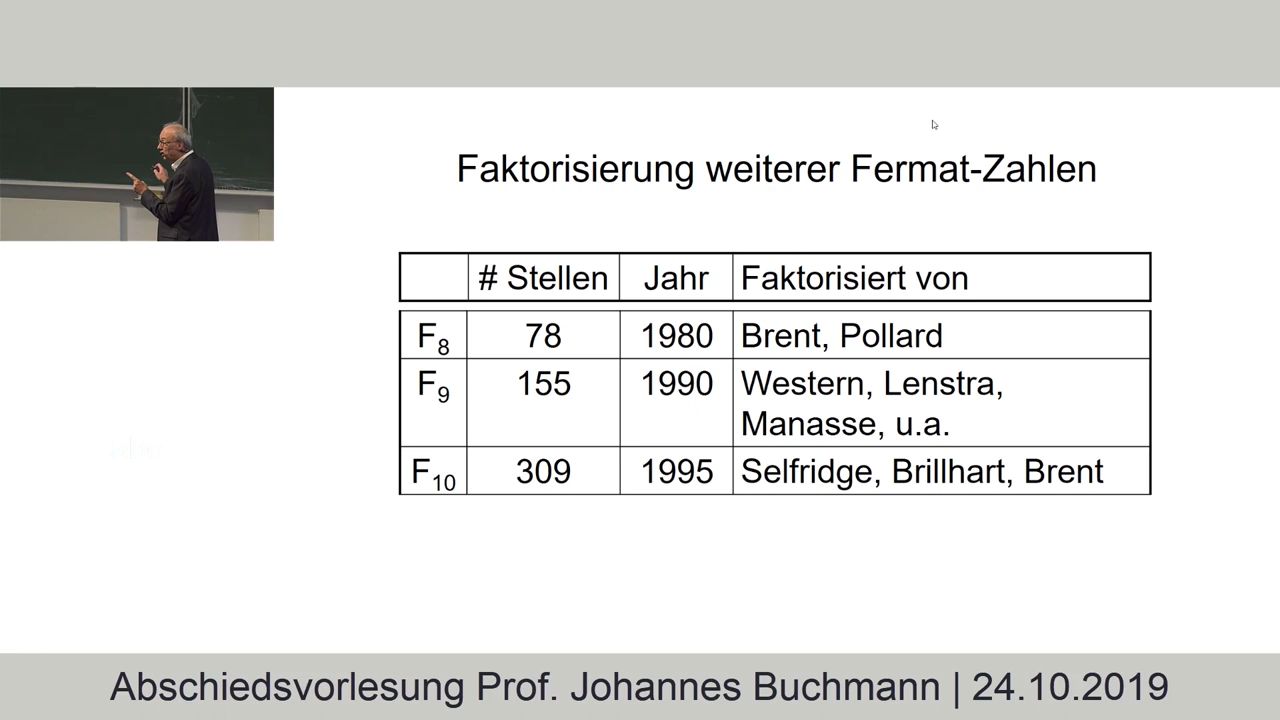 Faktorisierung weiterer Fermat-Zahlen
# Stellen Jahr Faktorisiert von
F8 78 1980 Brent, Pollard
F9 155 1990 Western, Lenstra,
Manasse, u.a.
F10 309 1995 Selfridge, Brillhart, Brent
Abschiedsvorlesung Prof. Johannes Buchmann | 24.10.2019